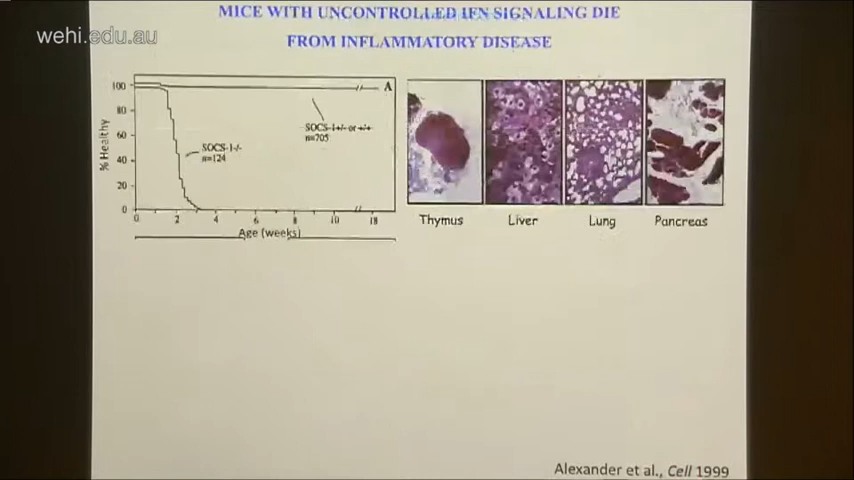 MICE WITH UNCONTROLLED IFN SIGNALING DIE
FROM INFLAMMATORY DISEASE
wehi.edu.au
A
100
80
60
40
20
0
% Healthy
SOCS-1+/- or +/+
n=705
SOCS-1-/-
n=124
0 2 4 6 8 10 18
Age (weeks)
Thymus Liver Lung Pancreas
Alexander et al., Cell 1999